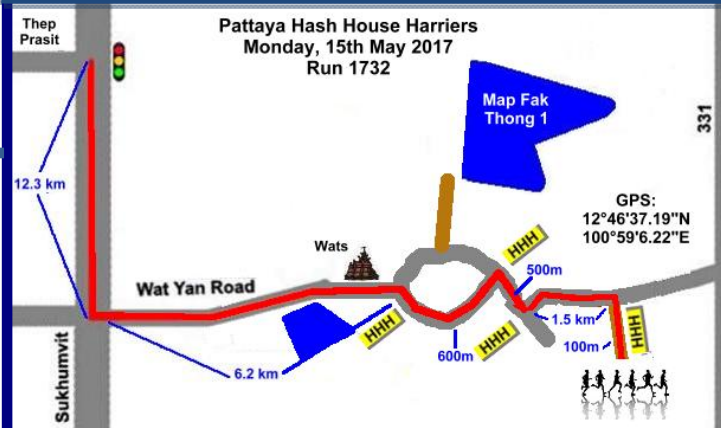 Thep
Prasit
Pattaya Hash House Harriers
Monday, 15th May 2017
Run 1732
Map Fak
Thong 1
331
12.3 km
GPS:
12°46'37.19"N
100°59'6.22"E
Wats
HHH
Wat Yan Road
500m
HHH
1.5 km
HHH
600m
HHH
100m
6.2 km
Sukhumvit